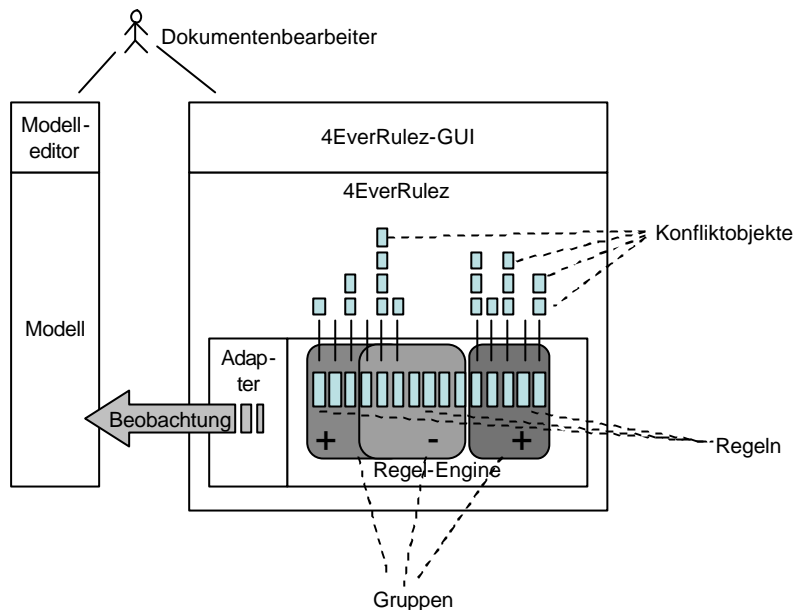 Dokumentenbearbeiter
Modell-
editor
4EverRulez-GUI
4EverRulez
Konfliktobjekte
Modell
Adap-
ter
Beobachtung
+
-
+
Regel-Engine
Regeln
Gruppen